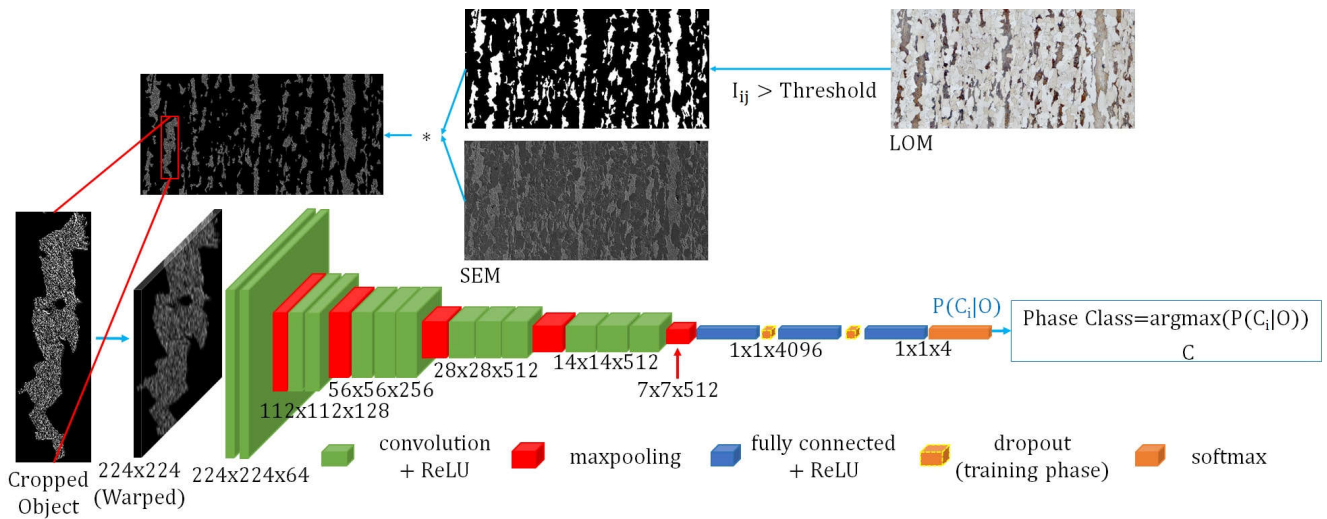 I_ij > Threshold
LOM
*
SEM
P(C_i|O)
Phase Class=argmax(P(C_i|O))
C
1x1x4096
1x1x4
28x28x512
14x14x512
7x7x512
56x56x256
112x112x128
224x224x64
224x224
(Warped)
Cropped
Object
convolution
+ ReLU
maxpooling
fully connected
+ ReLU
dropout
(training phase)
softmax